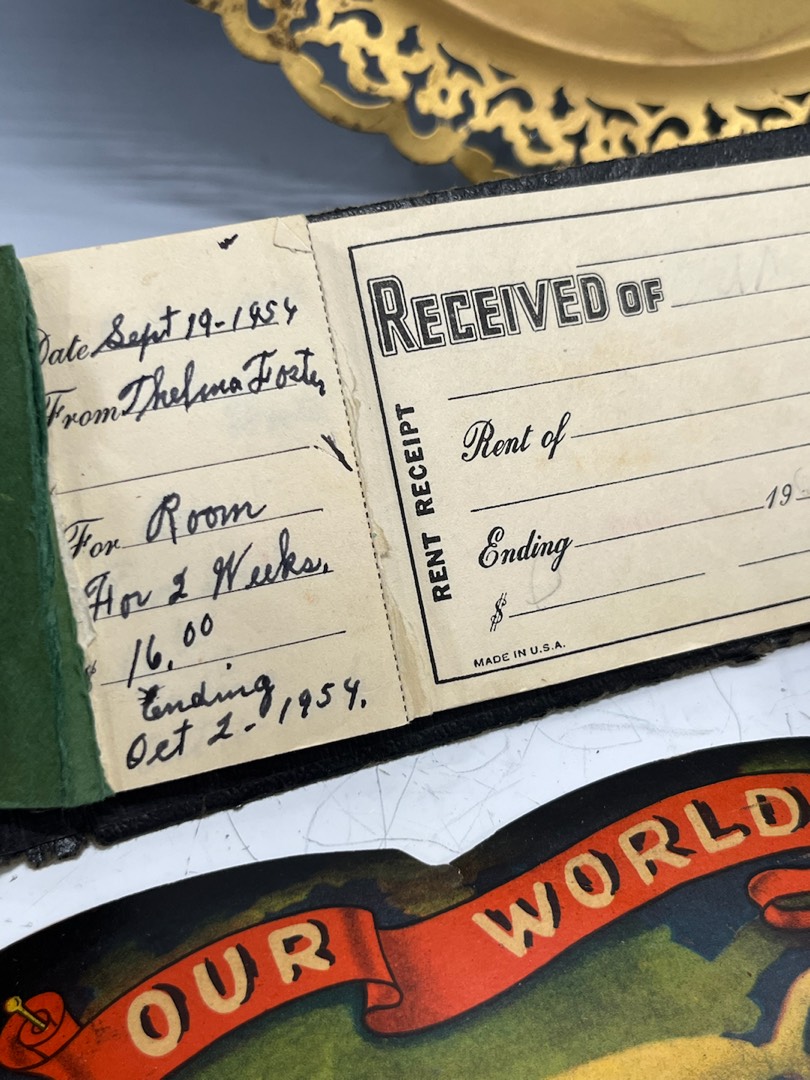 Date Sept 19-1954
From Thelma Foster
For Room
For 2 Weeks.
16.00
Ending
Oct 2-1954.
RECEIVED OF
RENT RECEIPT
Rent of
19
Ending
$
MADE IN U.S.A.
OUR WORLD